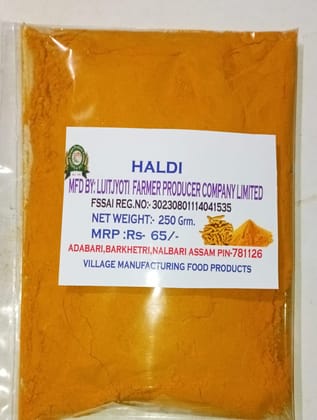 HALDI
MFD BY: LUITJYOTI FARMER PRODUCER COMPANY LIMITED
FSSAI REG.NO:- 30230801114041535
NET WEIGHT:- 250 Grm.
MRP :Rs- 65/-
ADABARI,BARKHETRI,NALBARI ASSAM PIN-781126
VILLAGE MANUFACTURING FOOD PRODUCTS